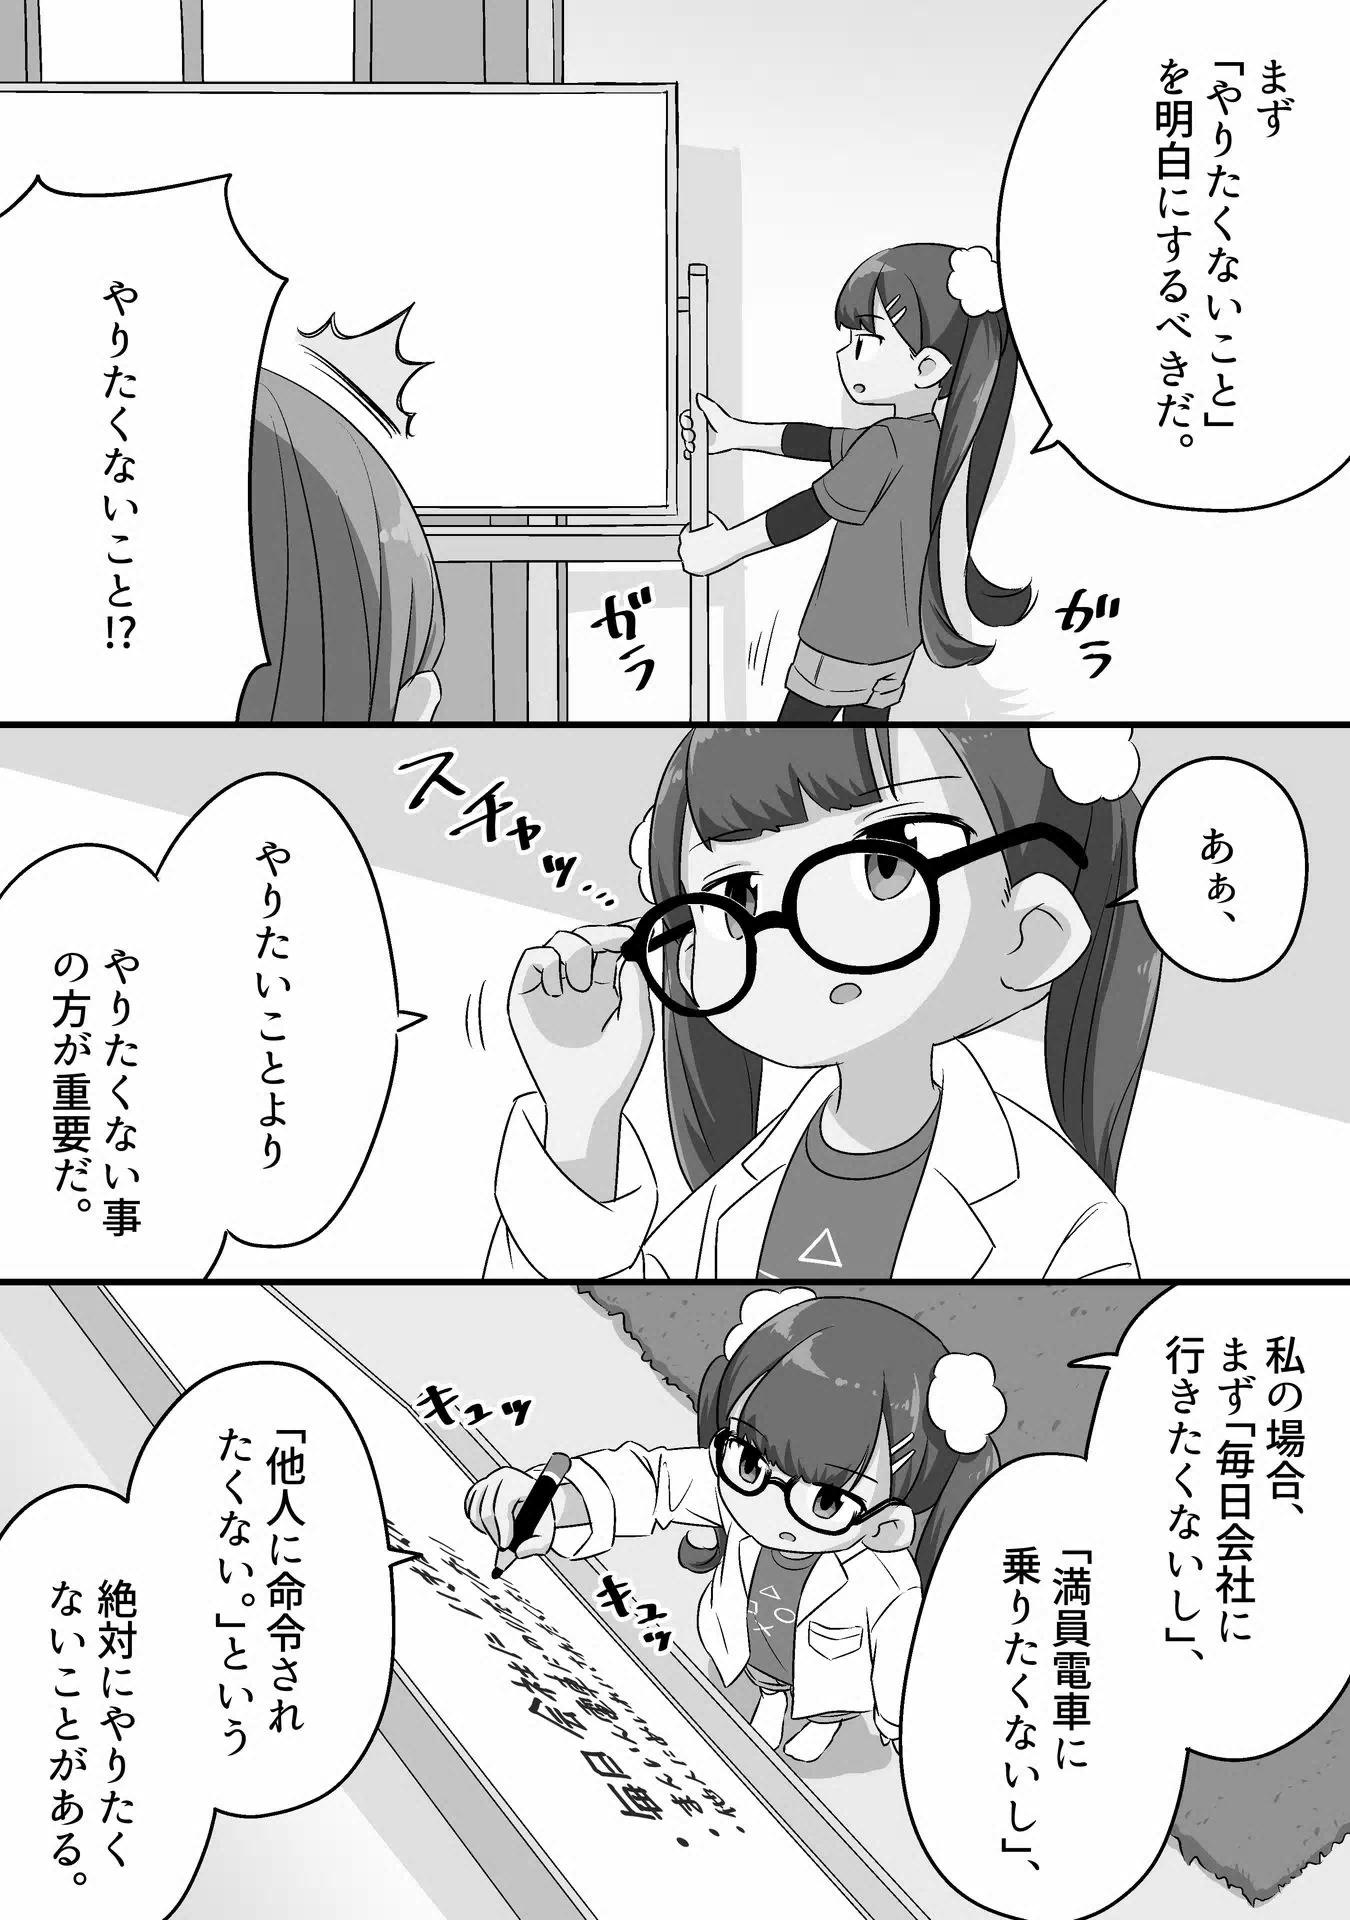 まず
「やりたくないこと」
を明白にするべきだ。
ガラ
ガラ
やりたくないこと!?
ああ、
スチャッ…
やりたいことより
やりたくない事
の方が重要だ。
私の場合、
まず「毎日会社に
行きたくないし」、
「満員電車に
乗りたくないし」、
キュッ
キュッ
「他人に命令され
たくない。」という
絶対にやりたく
ないことがある。
・毎日会社